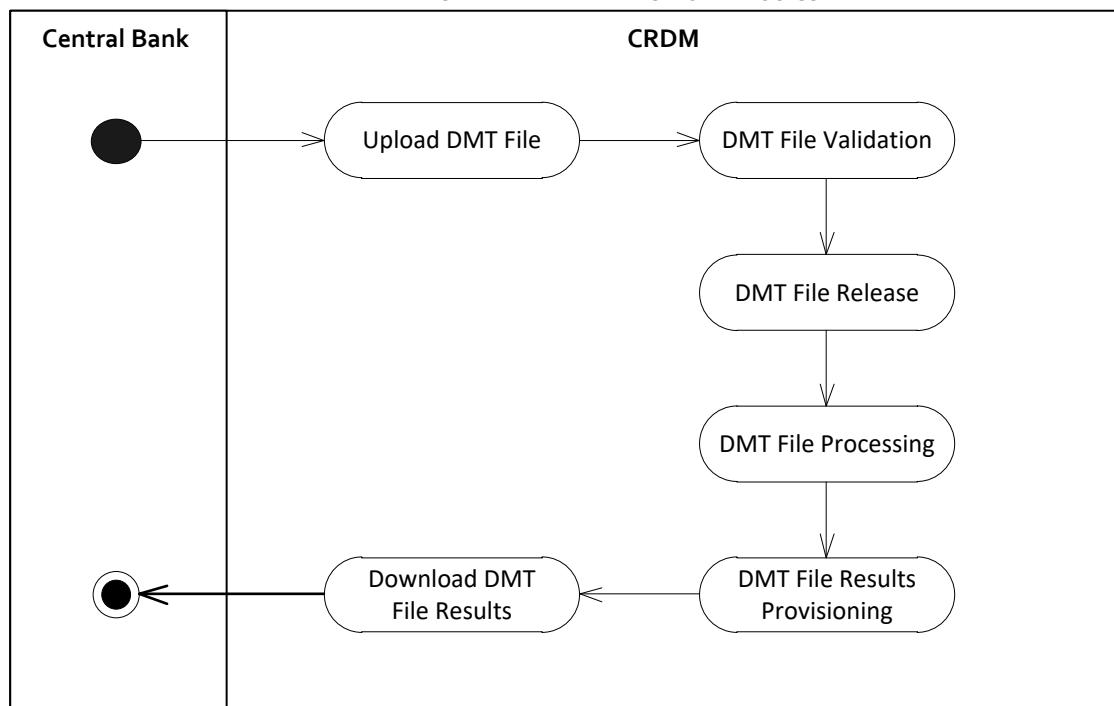 Central Bank
CRDM
Upload DMT File
DMT File Validation
DMT File Release
DMT File Processing
DMT File Results
Provisioning
Download DMT
File Results